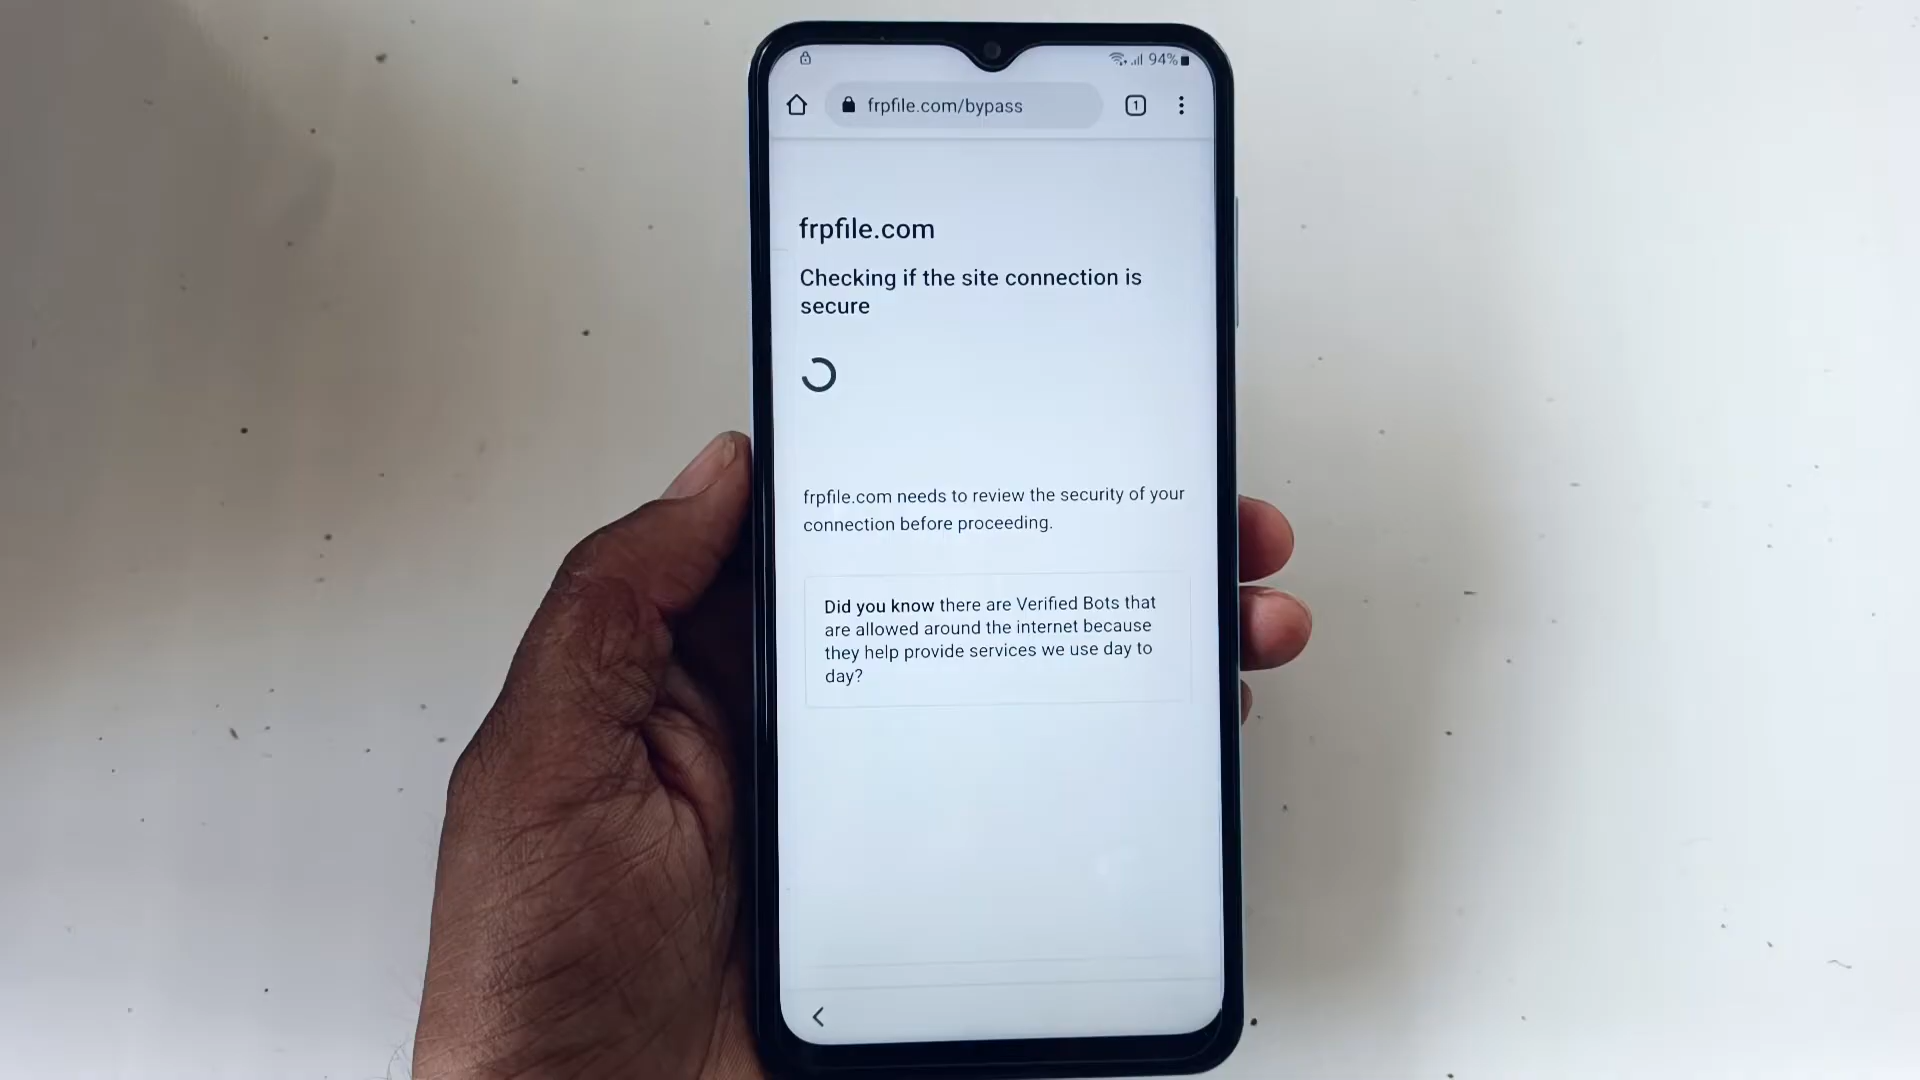 94%
frpfile.com/bypass
1
frpfile.com
Checking if the site connection is
secure
frpfile.com needs to review the security of your
connection before proceeding.
Did you know there are Verified Bots that
are allowed around the internet because
they help provide services we use day to
day?